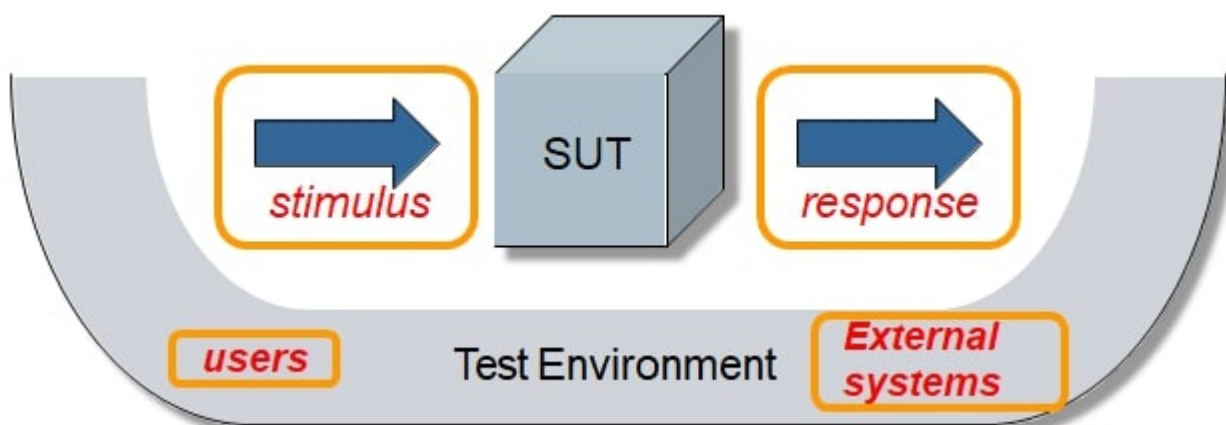 SUT
stimulus
response
users
Test Environment
External
systems